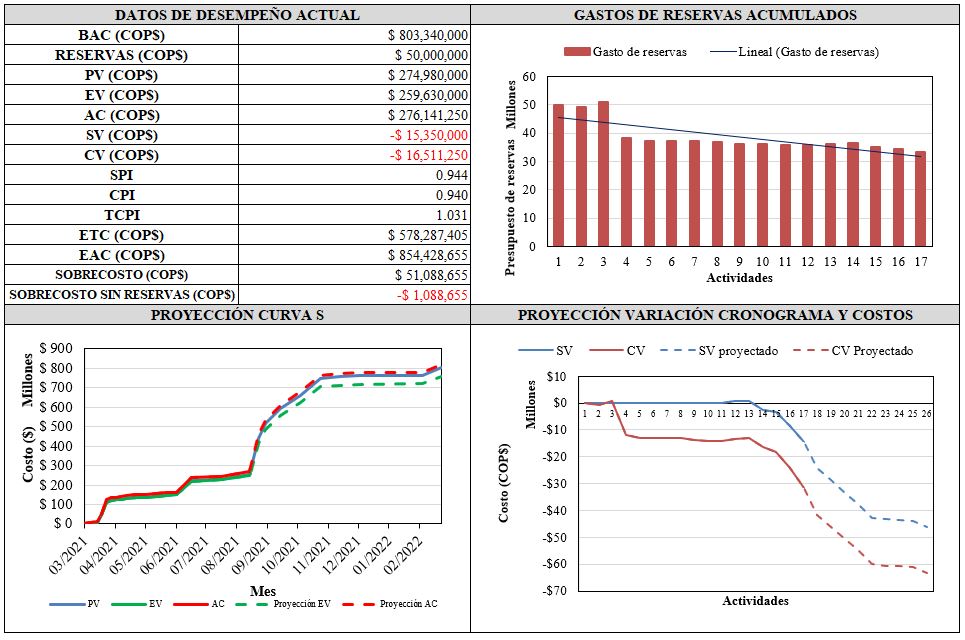 DATOS DE DESEMPEÑO ACTUAL
BAC (COP$) $ 803,340,000
RESERVAS (COP$) $ 50,000,000
PV (COP$) $ 274,980,000
EV (COP$) $ 259,630,000
AC (COP$) $ 276,141,250
SV (COP$) -$ 15,350,000
CV (COP$) -$ 16,511,250
SPI 0.944
CPI 0.940
TCPI 1.031
ETC (COP$) $ 578,287,405
EAC (COP$) $ 854,428,655
SOBRECOSTO (COP$) $ 51,088,655
SOBRECOSTO SIN RESERVAS (COP$) -$ 1,088,655
GASTOS DE RESERVAS ACUMULADOS
Gasto de reservas Lineal (Gasto de reservas)
Presupuesto de reservas Millones
60
50
40
30
20
10
0
1 2 3 4 5 6 7 8 9 10 11 12 13 14 15 16 17
Actividades
PROYECCIÓN CURVA S
Costo ($) Millones
$ 900
$ 800
$ 700
$ 600
$ 500
$ 400
$ 300
$ 200
$ 100
$ 0
03/2021 04/2021 05/2021 06/2021 07/2021 08/2021 09/2021 10/2021 11/2021 12/2021 01/2022 02/2022
Mes
PV EV AC Proyección EV Proyección AC
PROYECCIÓN VARIACIÓN CRONOGRAMA Y COSTOS
SV CV SV proyectado CV Proyectado
Costo (COP$) Millones
$10
$0
-$10
-$20
-$30
-$40
-$50
-$60
-$70
1 2 3 4 5 6 7 8 9 10 11 12 13 14 15 16 17 18 19 20 21 22 23 24 25 26
Actividades